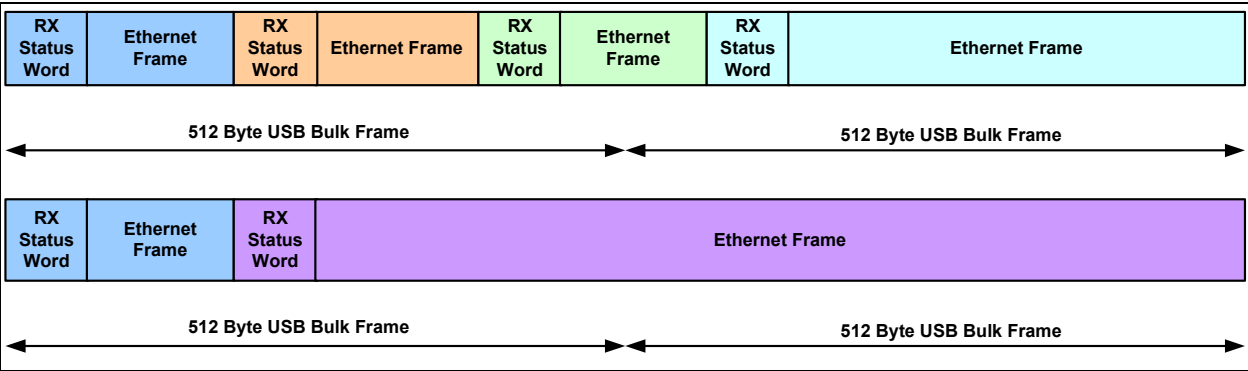 RX
Status
Word
Ethernet
Frame
RX
Status
Word
Ethernet Frame
RX
Status
Word
Ethernet
Frame
RX
Status
Word
Ethernet Frame
512 Byte USB Bulk Frame
512 Byte USB Bulk Frame
RX
Status
Word
Ethernet
Frame
RX
Status
Word
Ethernet Frame
512 Byte USB Bulk Frame
512 Byte USB Bulk Frame